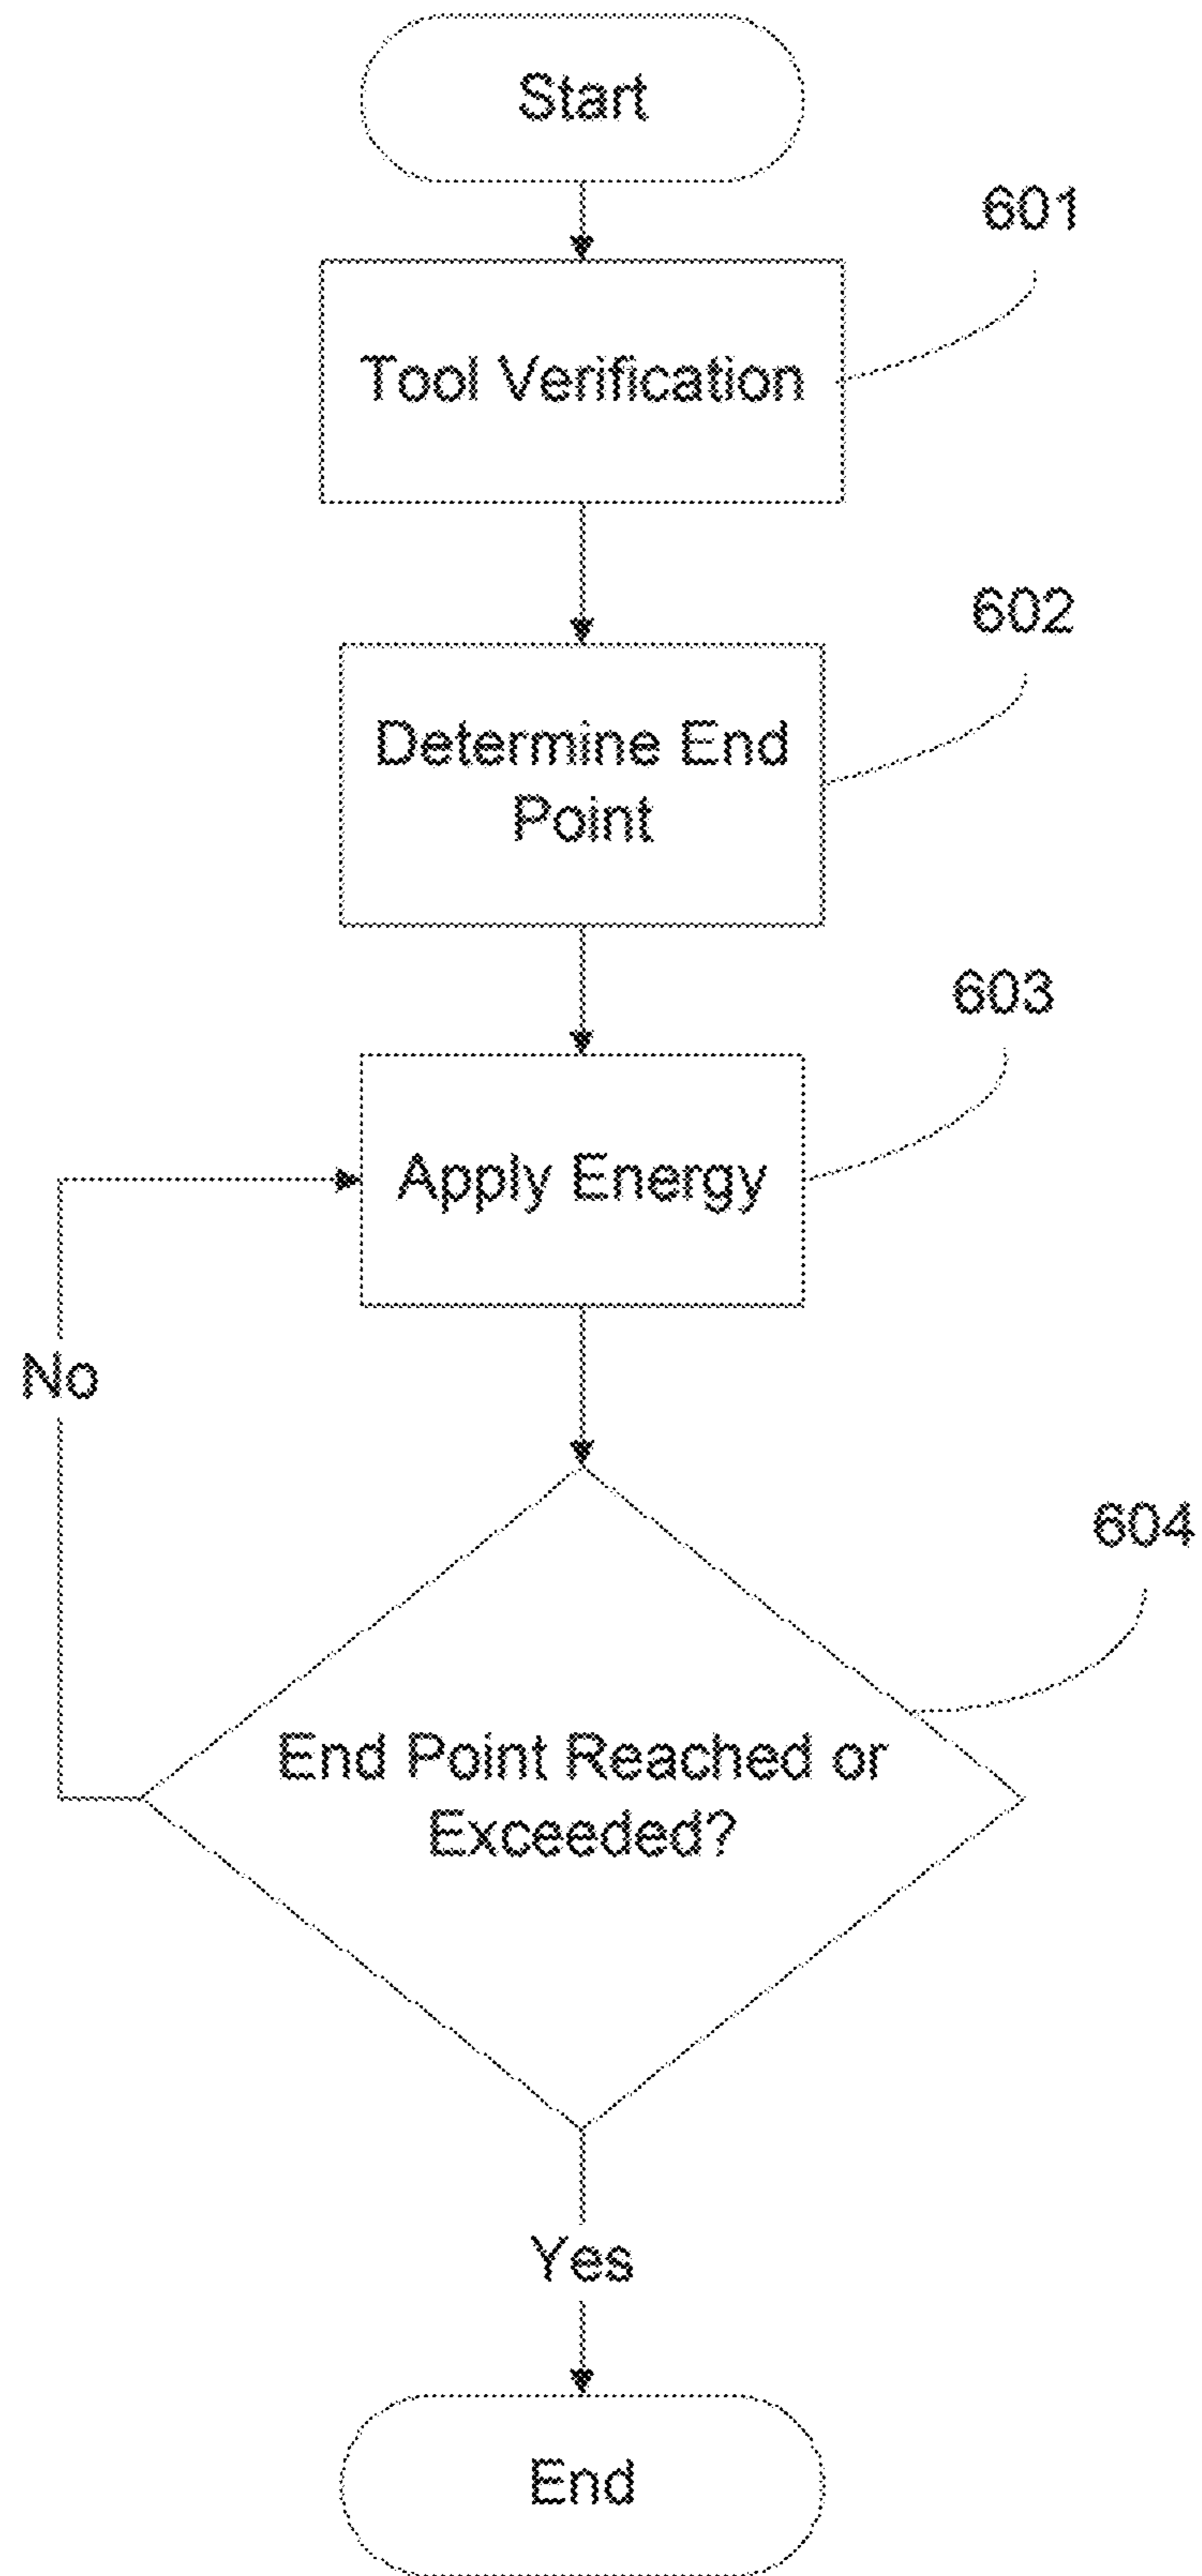 Start
601
Tool Verification
602
Determine End
Point
603
Apply Energy
No
604
End Point Reached or
Exceeded?
Yes
End